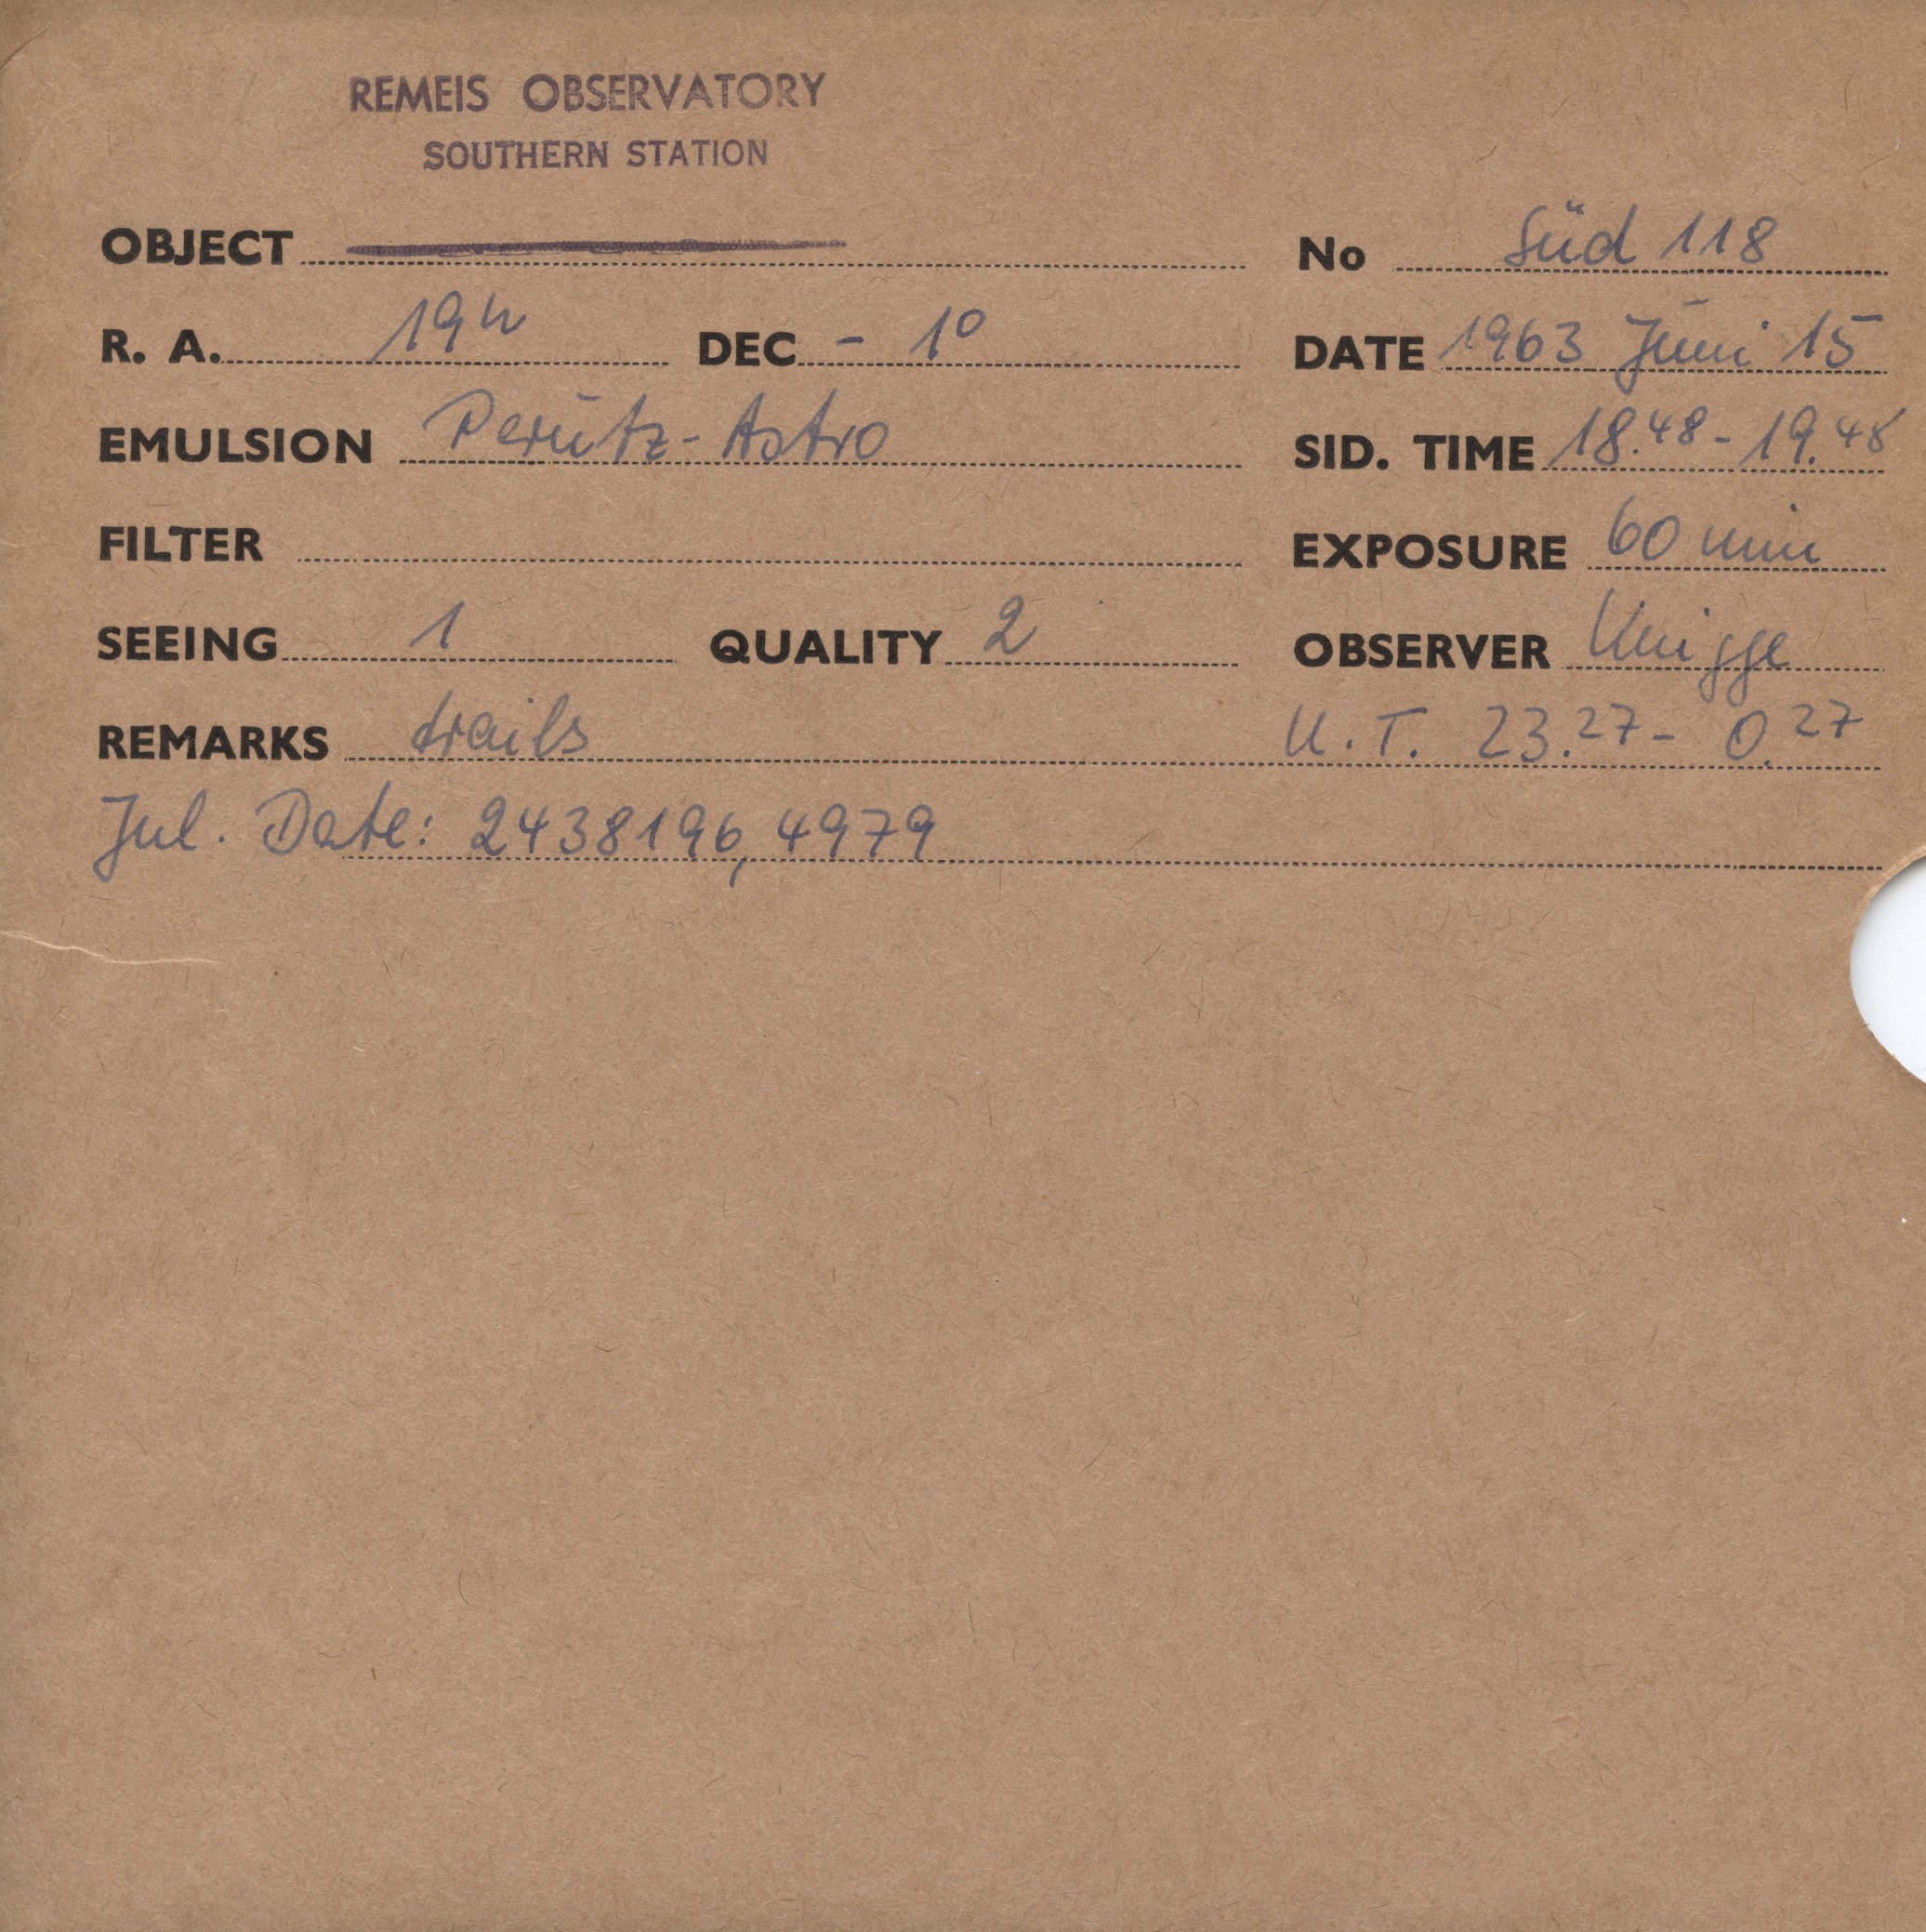 REMEIS OBSERVATORY
SOUTHERN STATION
OBJECT No Süd 118
R. A. 19h DEC - 1° DATE 1963 Juni 15
EMULSION Perutz-Astro SID. TIME 18.48 - 19.48
FILTER EXPOSURE 60 min
SEEING 1 QUALITY 2 OBSERVER Knigge
REMARKS trails U.T. 23.27 - 0.27
Jul. Date: 2438196,4979